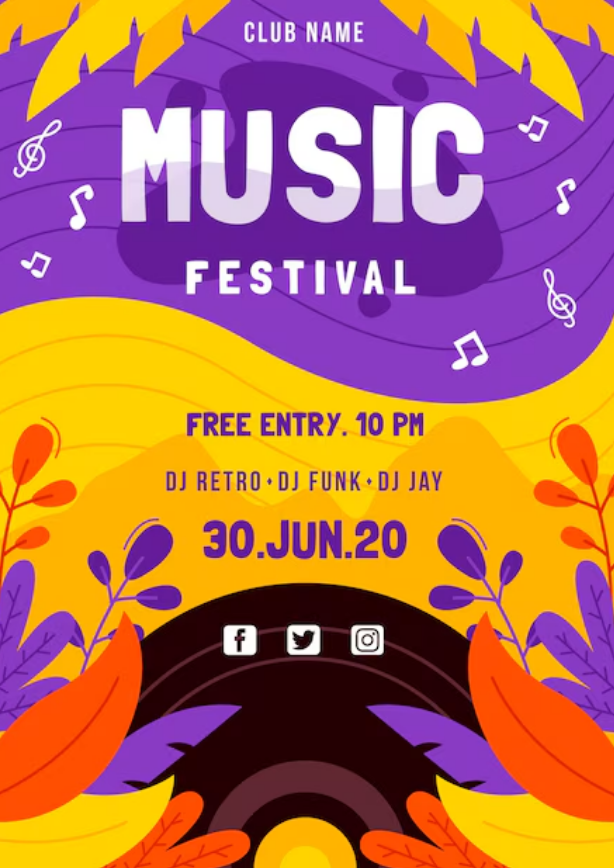 CLUB NAME
MUSIC
FESTIVAL
FREE ENTRY. 10 PM
DJ RETRO • DJ FUNK • DJ JAY
30.JUN.20